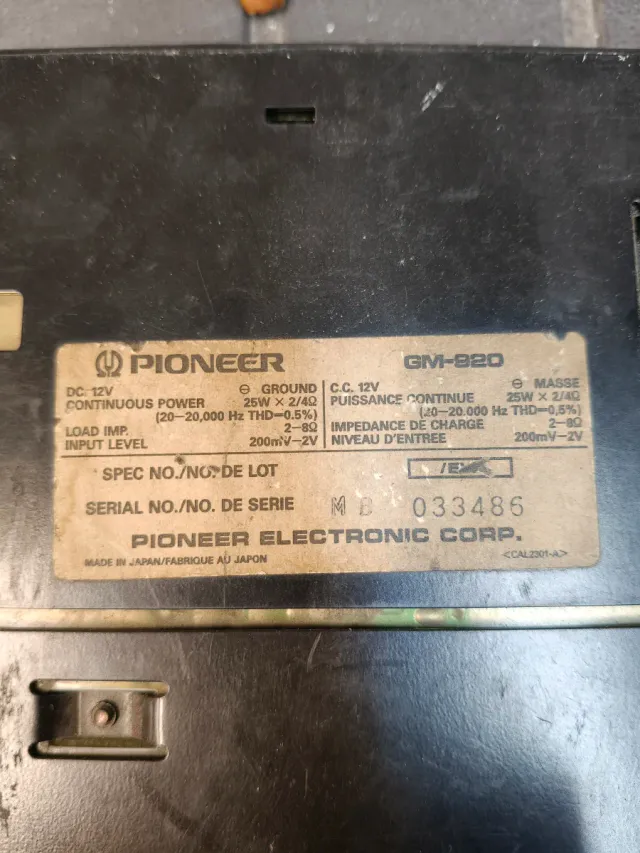 PIONEER GM-920
DC. 12V ⊖ GROUND
CONTINUOUS POWER 25W × 2/4Ω
(20-20,000 Hz THD=0.5%)
LOAD IMP. 2-8Ω
INPUT LEVEL 200mV-2V
C.C. 12V ⊖ MASSE
PUISSANCE CONTINUE 25W × 2/4Ω
(20-20.000 Hz THD=0,5%)
IMPEDANCE DE CHARGE 2-8Ω
NIVEAU D'ENTREE 200mV-2V
SPEC NO./NO. DE LOT
SERIAL NO./NO. DE SERIE M B 033486
PIONEER ELECTRONIC CORP.
MADE IN JAPAN/FABRIQUE AU JAPON <CAL2301-A>